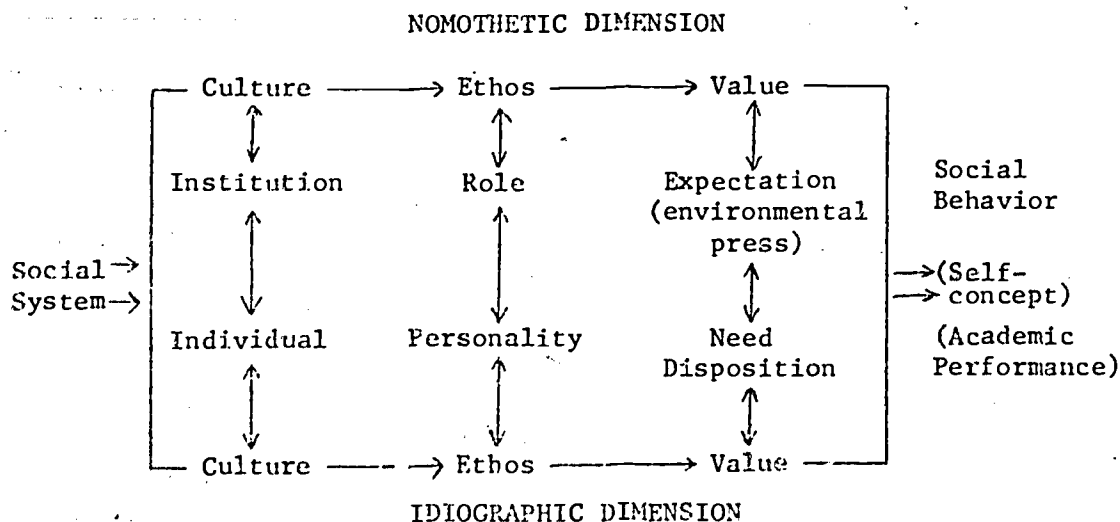 NOMOTHETIC DIMENSION
Culture Ethos Value
Institution Role Expectation Social
(environmental Behavior
press)
Social (Self-
System concept)
Individual Personality Need (Academic
Disposition Performance)
Culture Ethos Value
IDIOGRAPHIC DIMENSION